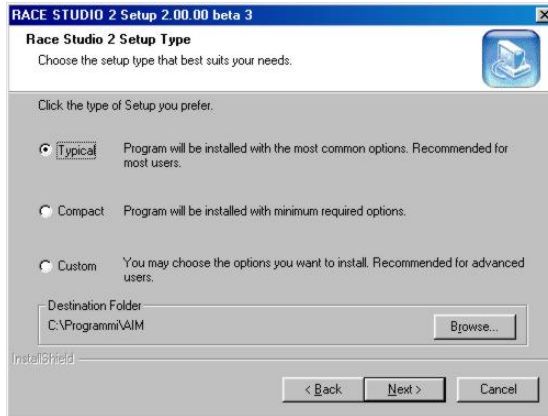 RACE STUDIO 2 Setup 2.00.00 beta 3
Race Studio 2 Setup Type
Choose the setup type that best suits your needs.
Click the type of Setup you prefer.
Typical
Program will be installed with the most common options. Recommended for
most users.
Compact
Program will be installed with minimum required options.
Custom
You may choose the options you want to install. Recommended for advanced
users.
Destination Folder
C:\Programmi\AIM
Browse...
InstallShield
< Back
Next >
Cancel